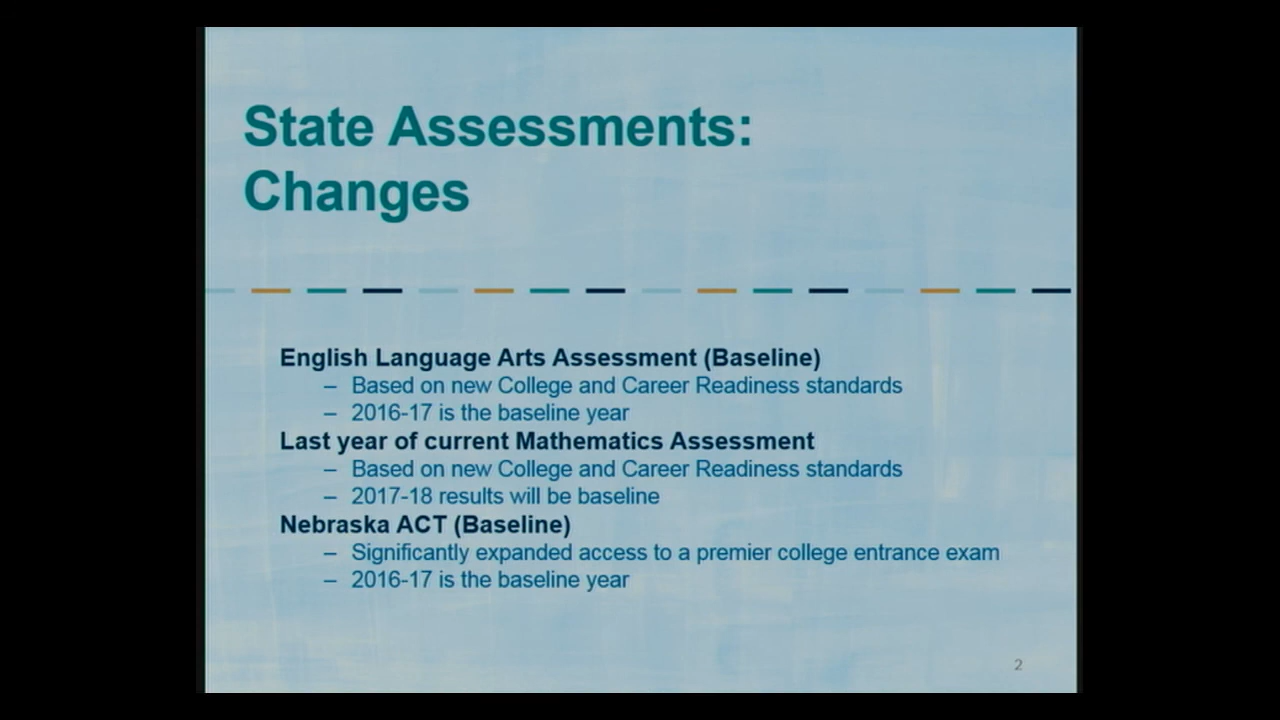 State Assessments:
Changes
English Language Arts Assessment (Baseline)
– Based on new College and Career Readiness standards
– 2016-17 is the baseline year
Last year of current Mathematics Assessment
– Based on new College and Career Readiness standards
– 2017-18 results will be baseline
Nebraska ACT (Baseline)
– Significantly expanded access to a premier college entrance exam
– 2016-17 is the baseline year
2